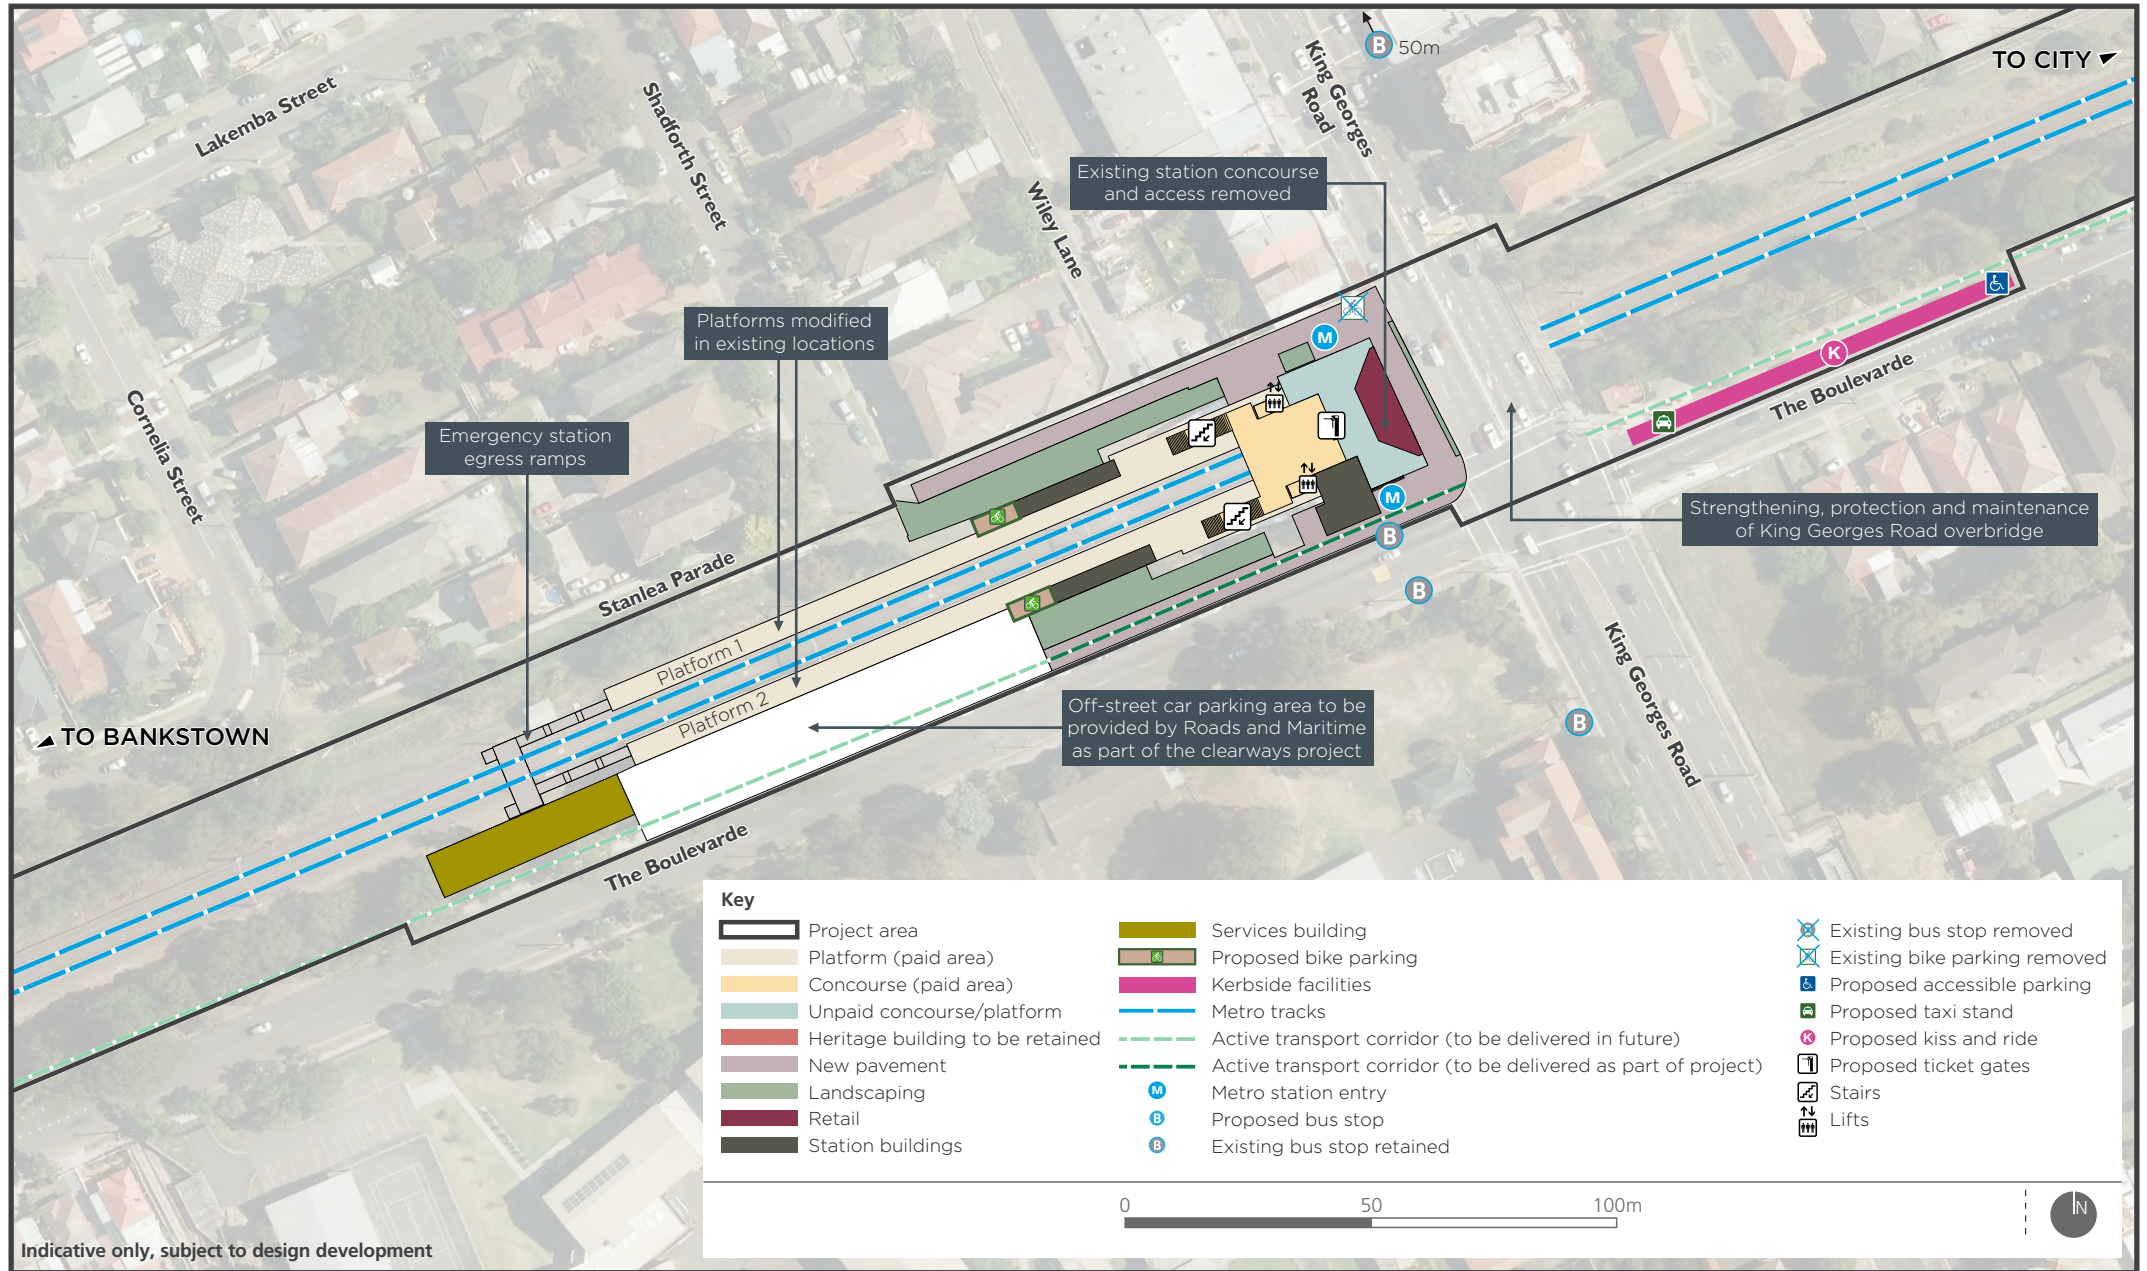 B 50m
TO CITY
King Georges
Road
Lakemba Street
Shadforth Street
Wiley Lane
Existing station concourse
and access removed
Platforms modified
in existing locations
M
K
The Boulevarde
Cornelia Street
Emergency station
egress ramps
M
B
B
Strengthening, protection and maintenance
of King Georges Road overbridge
Stanlea Parade
Platform 1
Platform 2
King Georges Road
B
Off-street car parking area to be
provided by Roads and Maritime
as part of the clearways project
TO BANKSTOWN
The Boulevarde
Key
Project area
Platform (paid area)
Concourse (paid area)
Unpaid concourse/platform
Heritage building to be retained
New pavement
Landscaping
Retail
Station buildings
Services building
Proposed bike parking
Kerbside facilities
Metro tracks
Active transport corridor (to be delivered in future)
Active transport corridor (to be delivered as part of project)
M Metro station entry
B Proposed bus stop
B Existing bus stop retained
Existing bus stop removed
Existing bike parking removed
Proposed accessible parking
Proposed taxi stand
K Proposed kiss and ride
Proposed ticket gates
Stairs
Lifts
0 50 100m
N
Indicative only, subject to design development